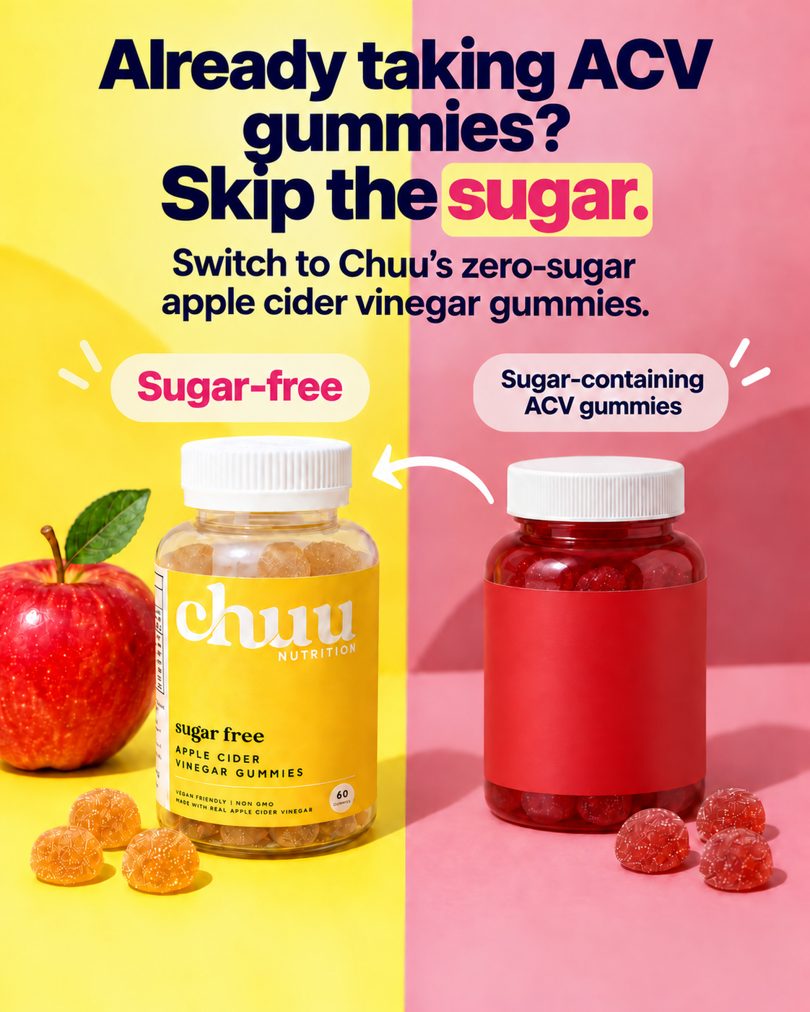 Already taking ACV
gummies?
Skip the sugar.
Switch to Chuu’s zero-sugar
apple cider vinegar gummies.
Sugar-free
Sugar-containing
ACV gummies
chuu
NUTRITION
sugar free
APPLE CIDER
VINEGAR GUMMIES
VEGAN FRIENDLY | NON GMO
MADE WITH REAL APPLE CIDER VINEGAR
60
GUMMIES